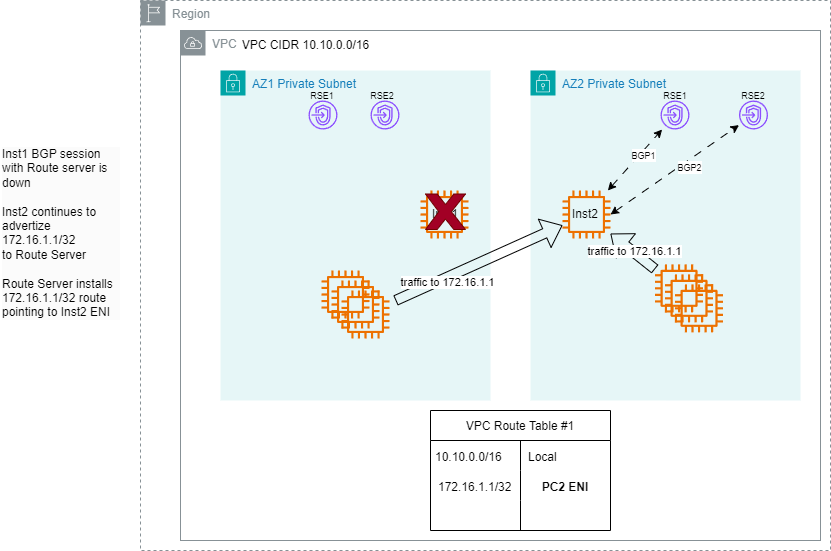 Region
VPC VPC CIDR 10.10.0.0/16
AZ1 Private Subnet
RSE1
RSE2
AZ2 Private Subnet
RSE1
RSE2
Inst1 BGP session
with Route server is
down
Inst2 continues to
advertize
172.16.1.1/32
to Route Server
Route Server installs
172.16.1.1/32 route
pointing to Inst2 ENI
BGP1
BGP2
Inst2
traffic to 172.16.1.1
traffic to 172.16.1.1
VPC Route Table #1
10.10.0.0/16 Local
172.16.1.1/32 PC2 ENI